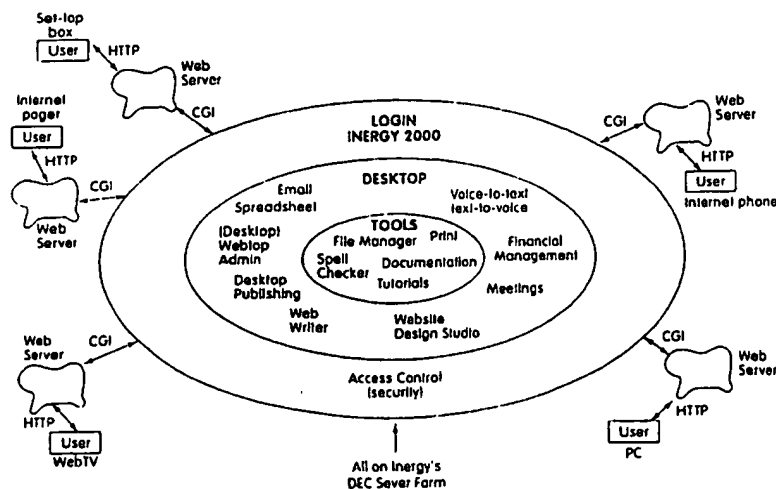 Set-top
box
User
HTTP
Web
Server
CGI
Internet
pager
User
HTTP
CGI
Web
Server
LOGIN
INERGY 2000
CGI
Web
Server
HTTP
User
Internet phone
DESKTOP
Email
Spreadsheet
Voice-to-text
text-to-voice
(Desktop)
Webtop
Admin
Desktop
Publishing
Web
Writer
Website
Design Studio
Financial
Management
Meetings
TOOLS
File Manager
Print
Spell
Checker
Documentation
Tutorials
Access Control
(security)
Web
Server
CGI
HTTP
User
WebTV
CGI
Web
Server
HTTP
User
PC
All on Inergy's
DEC Sever Farm